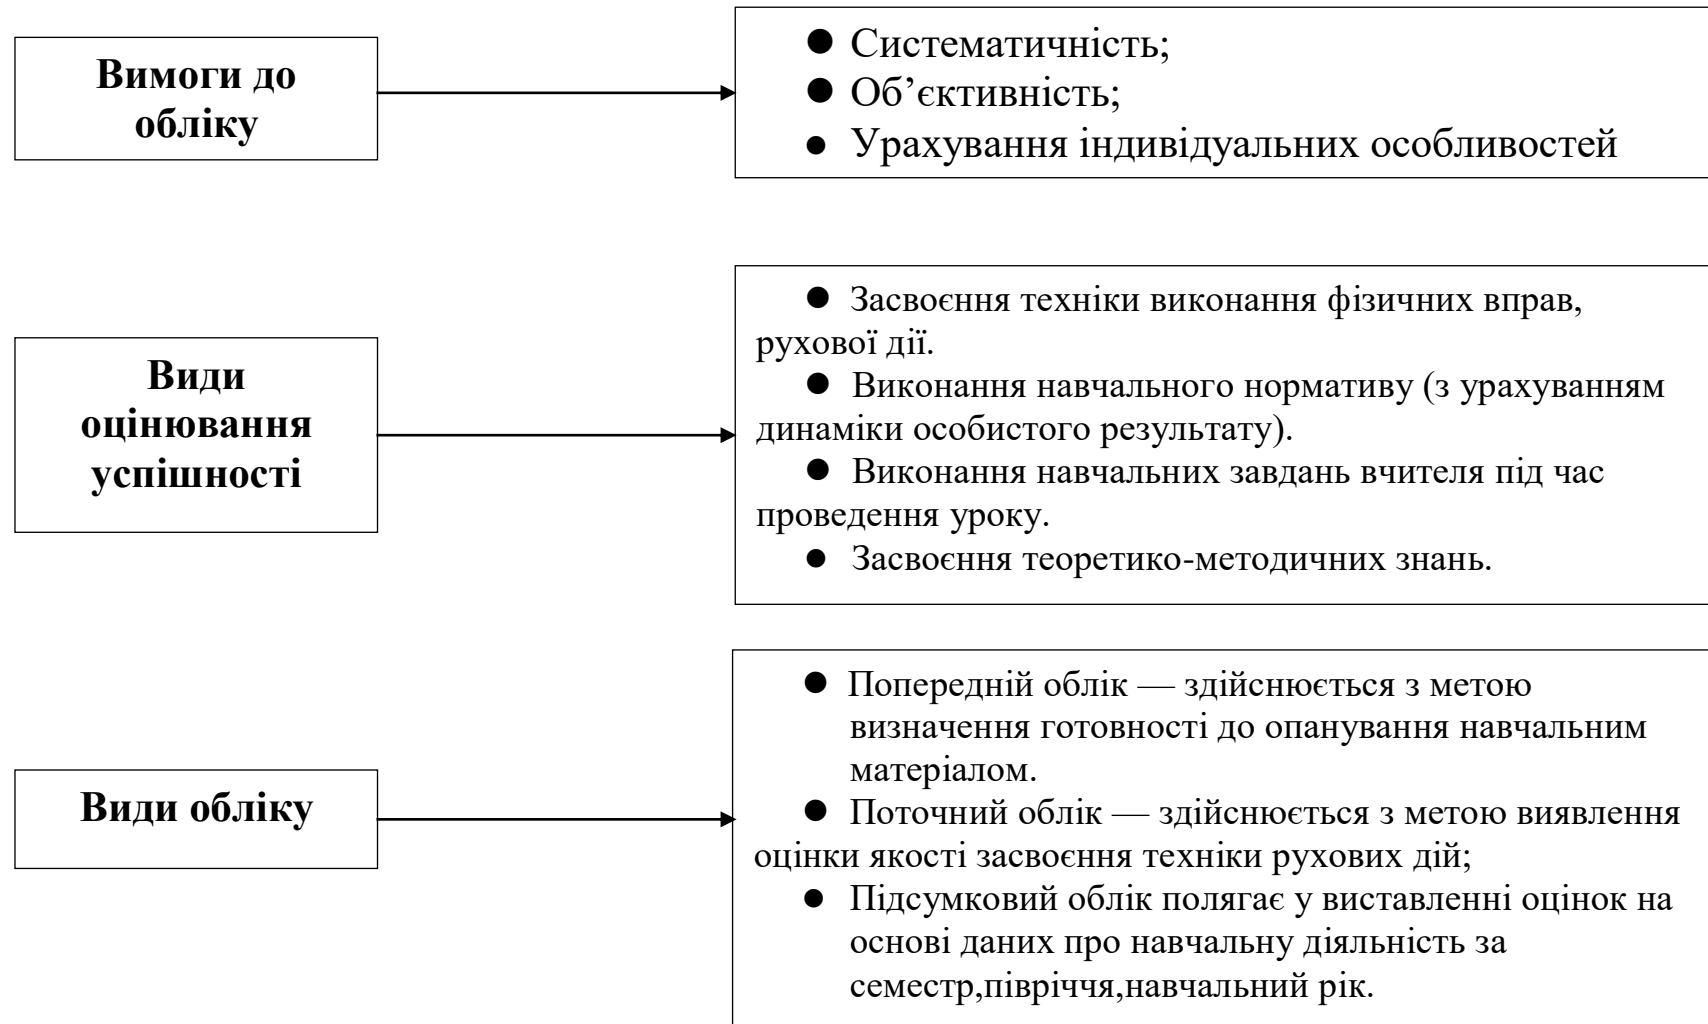 Вимоги до
обліку
● Систематичність;
● Об’єктивність;
● Урахування індивідуальних особливостей
Види
оцінювання
успішності
● Засвоєння техніки виконання фізичних вправ,
рухової дії.
● Виконання навчального нормативу (з урахуванням
динаміки особистого результату).
● Виконання навчальних завдань вчителя під час
проведення уроку.
● Засвоєння теоретико-методичних знань.
Види обліку
● Попередній облік — здійснюється з метою
визначення готовності до опанування навчальним
матеріалом.
● Поточний облік — здійснюється з метою виявлення
оцінки якості засвоєння техніки рухових дій;
● Підсумковий облік полягає у виставленні оцінок на
основі даних про навчальну діяльність за
семестр,півріччя,навчальний рік.